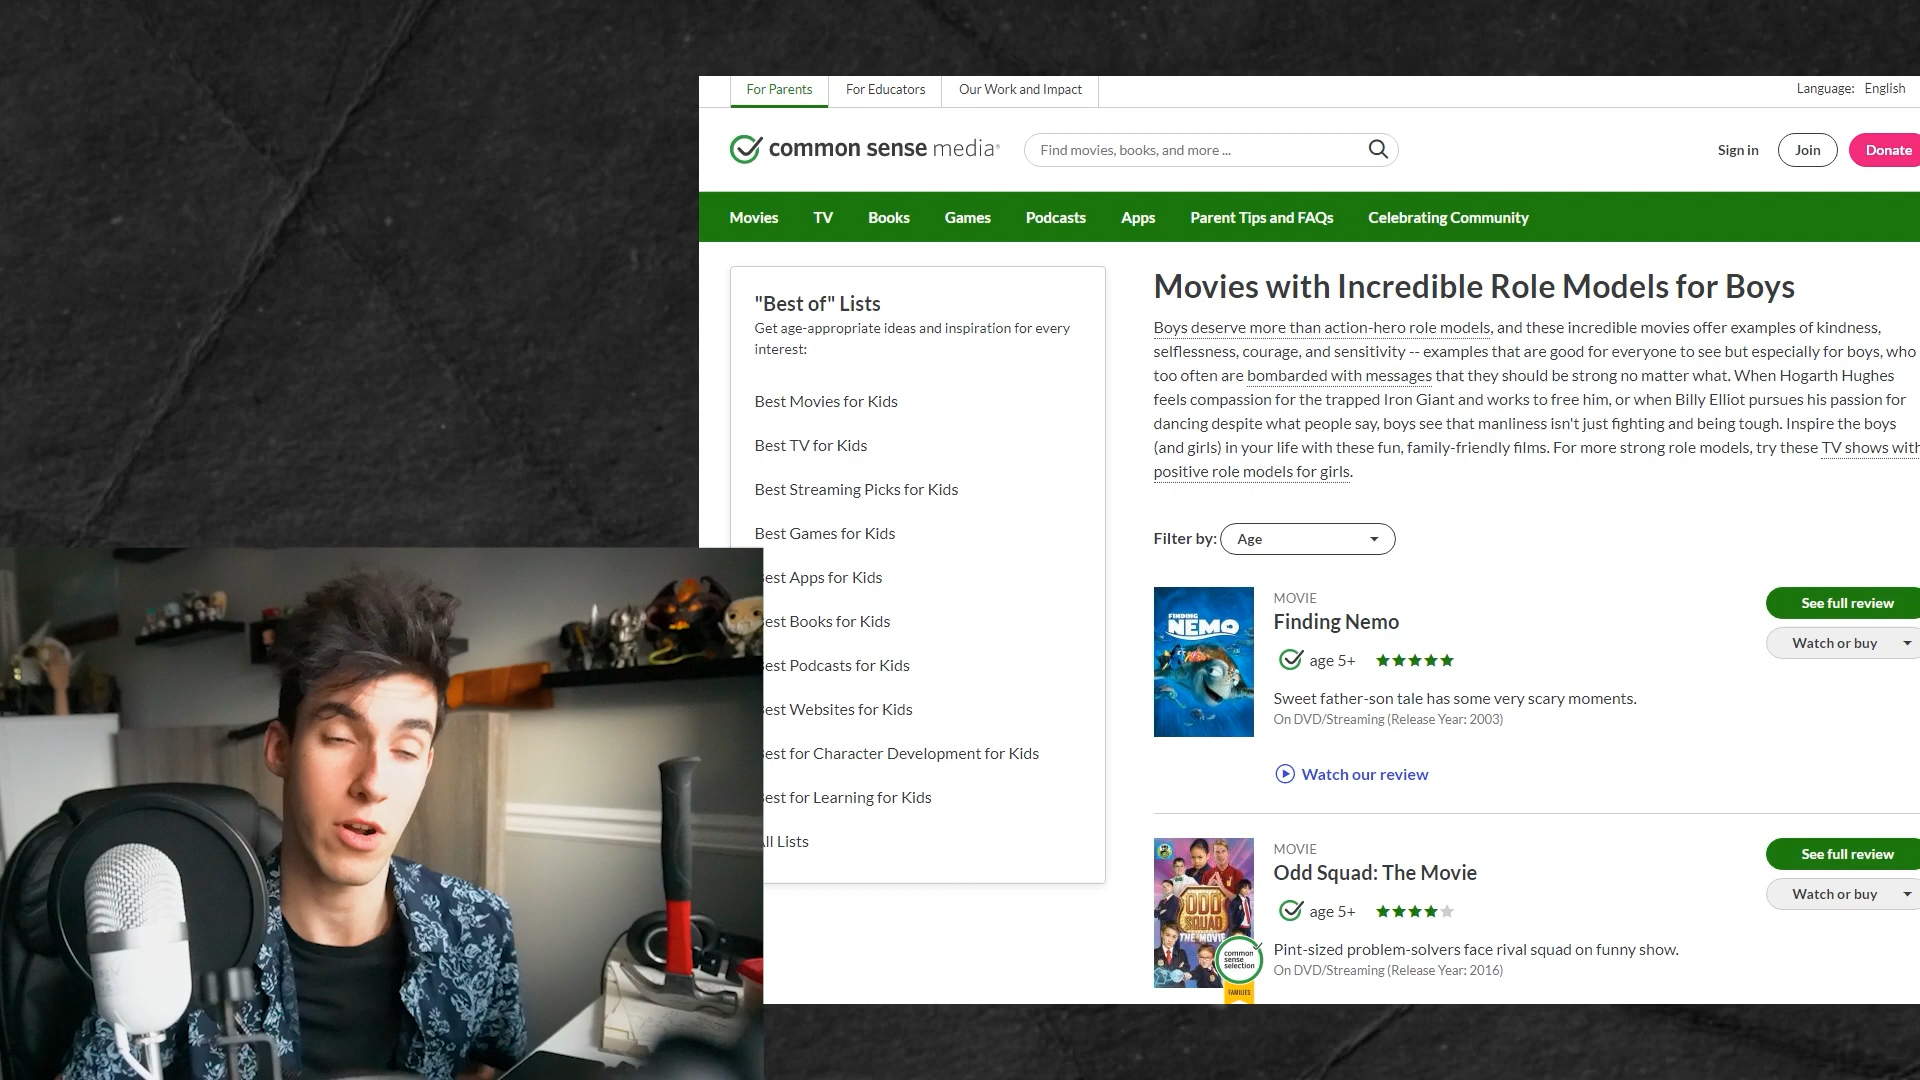 For Parents
For Educators
Our Work and Impact
Language: English
common sense media
Find movies, books, and more ...
Sign in
Join
Donate
Movies
TV
Books
Games
Podcasts
Apps
Parent Tips and FAQs
Celebrating Community
"Best of" Lists
Get age-appropriate ideas and inspiration for every
interest:
Best Movies for Kids
Best TV for Kids
Best Streaming Picks for Kids
Best Games for Kids
est Apps for Kids
est Books for Kids
est Podcasts for Kids
est Websites for Kids
est for Character Development for Kids
est for Learning for Kids
ll Lists
Movies with Incredible Role Models for Boys
Boys deserve more than action-hero role models, and these incredible movies offer examples of kindness,
selflessness, courage, and sensitivity -- examples that are good for everyone to see but especially for boys, who
too often are bombarded with messages that they should be strong no matter what. When Hogarth Hughes
feels compassion for the trapped Iron Giant and works to free him, or when Billy Elliot pursues his passion for
dancing despite what people say, boys see that manliness isn't just fighting and being tough. Inspire the boys
(and girls) in your life with these fun, family-friendly films. For more strong role models, try these TV shows with
positive role models for girls.
Filter by: Age
FINDING
NEMO
MOVIE
Finding Nemo
age 5+
Sweet father-son tale has some very scary moments.
On DVD/Streaming (Release Year: 2003)
Watch our review
See full review
Watch or buy
ODD
SQUAD
THE MOVIE
common
sense
selection
FAMILIES
MOVIE
Odd Squad: The Movie
age 5+
Pint-sized problem-solvers face rival squad on funny show.
On DVD/Streaming (Release Year: 2016)
See full review
Watch or buy